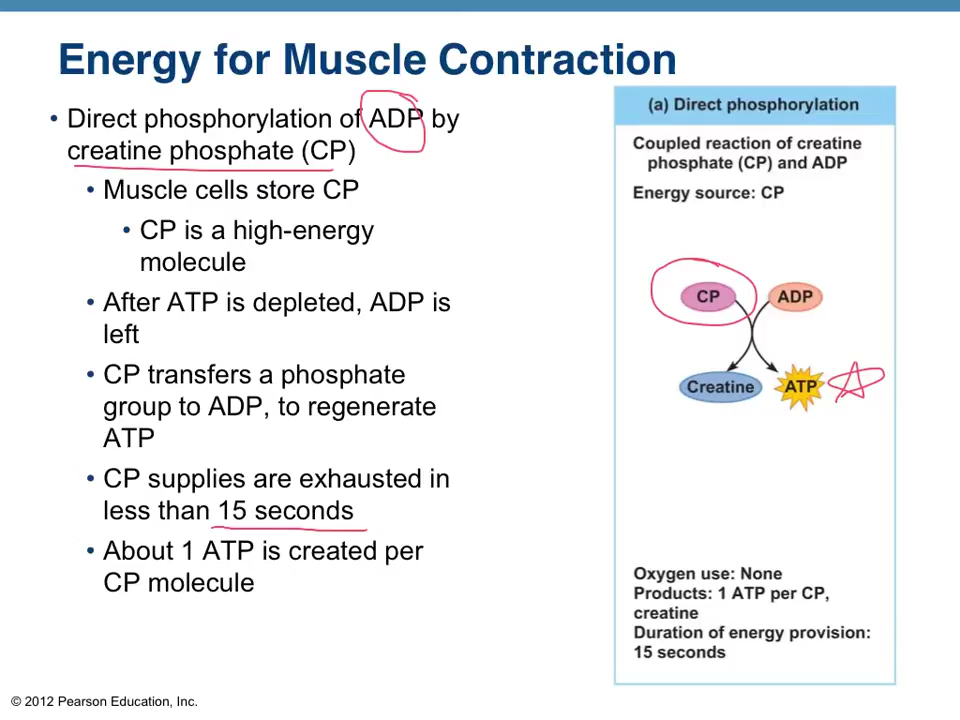 Energy for Muscle Contraction
• Direct phosphorylation of ADP by
creatine phosphate (CP)
• Muscle cells store CP
• CP is a high-energy
molecule
• After ATP is depleted, ADP is
left
• CP transfers a phosphate
group to ADP, to regenerate
ATP
• CP supplies are exhausted in
less than 15 seconds
• About 1 ATP is created per
CP molecule
(a) Direct phosphorylation
Coupled reaction of creatine
phosphate (CP) and ADP
Energy source: CP
CP ADP
Creatine ATP
Oxygen use: None
Products: 1 ATP per CP,
creatine
Duration of energy provision:
15 seconds
© 2012 Pearson Education, Inc.